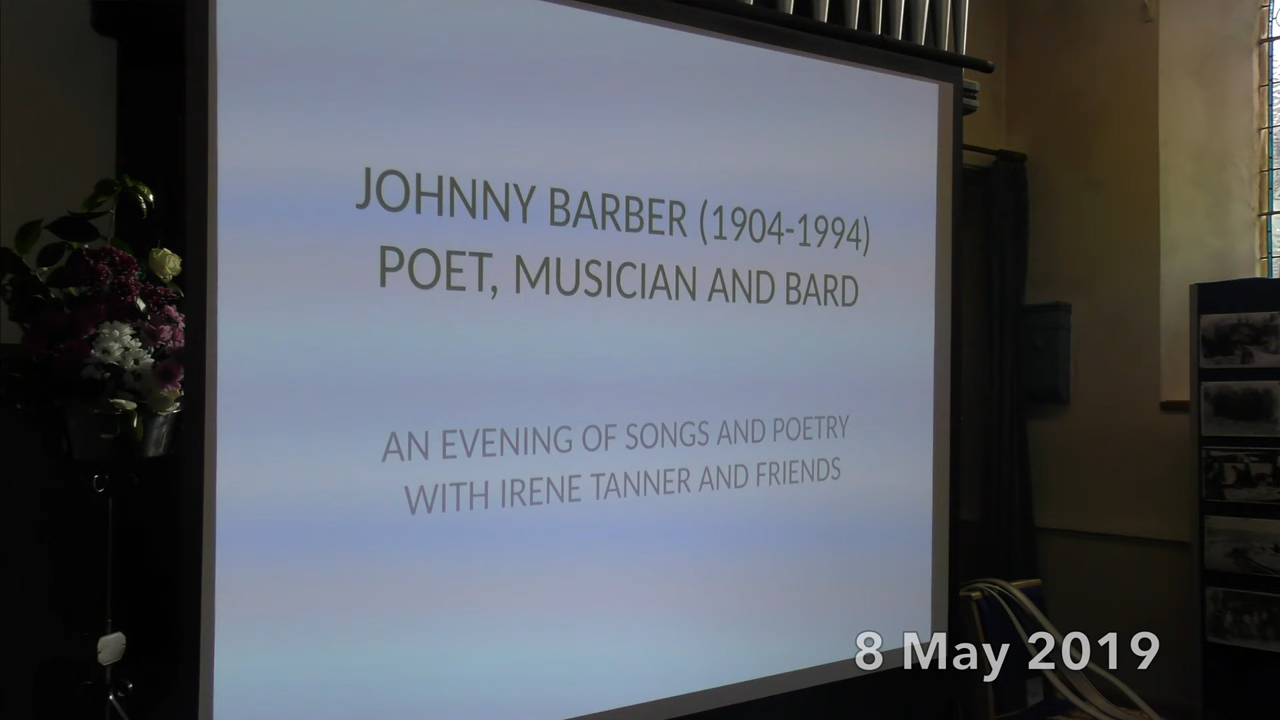 JOHNNY BARBER (1904-1994)
POET, MUSICIAN AND BARD
AN EVENING OF SONGS AND POETRY
WITH IRENE TANNER AND FRIENDS
8 May 2019